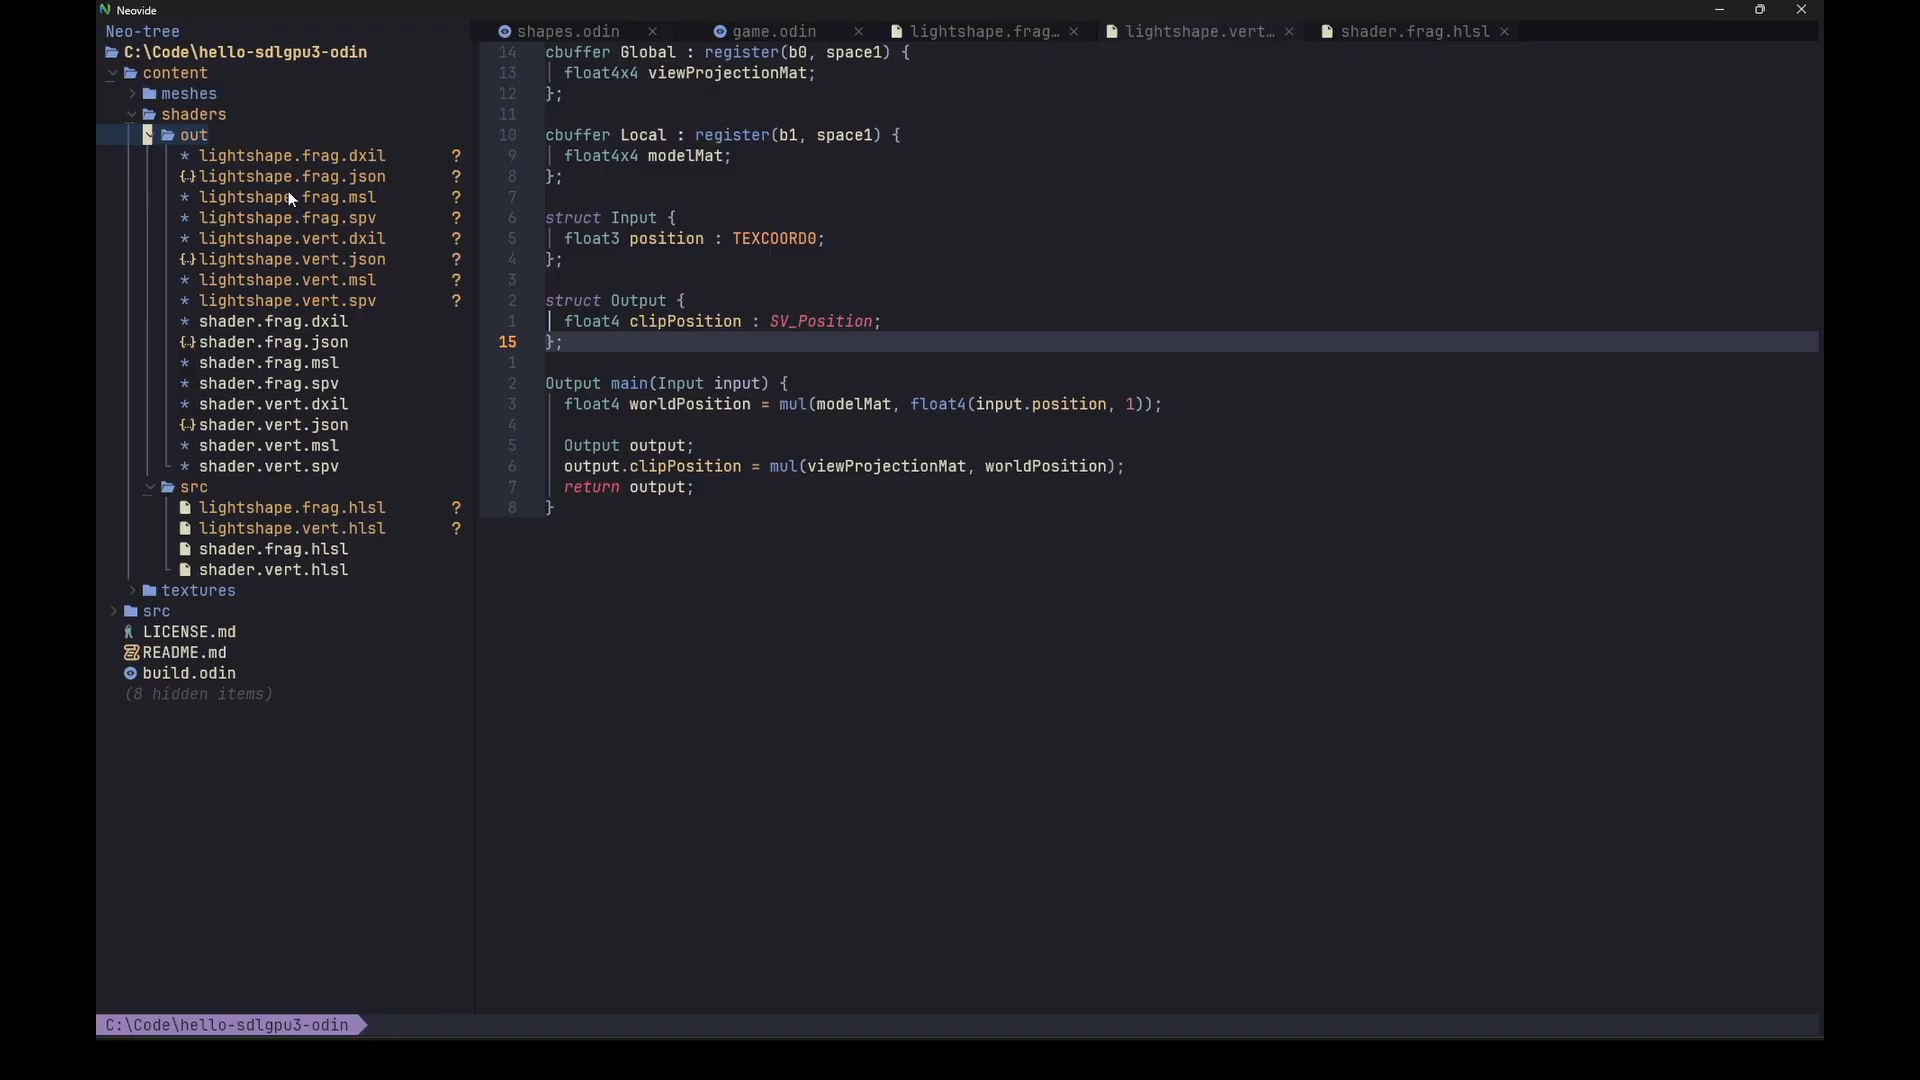 Neovide
Neo-tree
shapes.odin
game.odin
lightshape.frag…
lightshape.vert…
shader.frag.hlsl
C:\Code\hello-sdlgpu3-odin
content
meshes
shaders
out
* lightshape.frag.dxil ?
{..} lightshape.frag.json ?
* lightshape.frag.msl ?
* lightshape.frag.spv ?
* lightshape.vert.dxil ?
{..} lightshape.vert.json ?
* lightshape.vert.msl ?
* lightshape.vert.spv ?
* shader.frag.dxil
{..} shader.frag.json
* shader.frag.msl
* shader.frag.spv
* shader.vert.dxil
{..} shader.vert.json
* shader.vert.msl
* shader.vert.spv
src
lightshape.frag.hlsl ?
lightshape.vert.hlsl ?
shader.frag.hlsl
shader.vert.hlsl
textures
src
LICENSE.md
README.md
build.odin
(8 hidden items)
14 cbuffer Global : register(b0, space1) {
13 float4x4 viewProjectionMat;
12 };
11
10 cbuffer Local : register(b1, space1) {
9 float4x4 modelMat;
8 };
7
6 struct Input {
5 float3 position : TEXCOORD0;
4 };
3
2 struct Output {
1 float4 clipPosition : SV_Position;
15 };
1
2 Output main(Input input) {
3 float4 worldPosition = mul(modelMat, float4(input.position, 1));
4
5 Output output;
6 output.clipPosition = mul(viewProjectionMat, worldPosition);
7 return output;
8 }
C:\Code\hello-sdlgpu3-odin